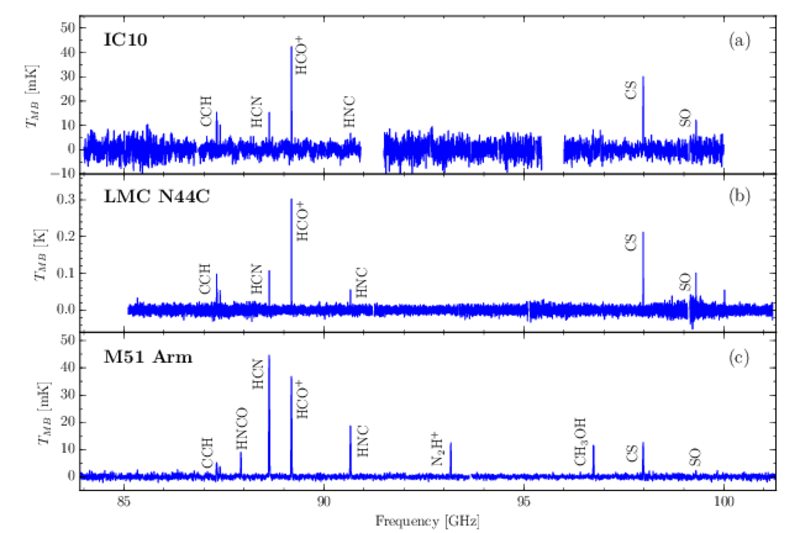 IC10
(a)
50
40
30
20
10
0
−10
T_MB [mK]
CCH
HCN
HCO⁺
HNC
CS
SO
LMC N44C
(b)
0.3
0.2
0.1
0.0
T_MB [K]
CCH
HCN
HCO⁺
HNC
CS
SO
M51 Arm
(c)
50
40
30
20
10
0
T_MB [mK]
CCH
HNCO
HCN
HCO⁺
HNC
N₂H⁺
CH₃OH
CS
SO
85
90
95
100
Frequency [GHz]